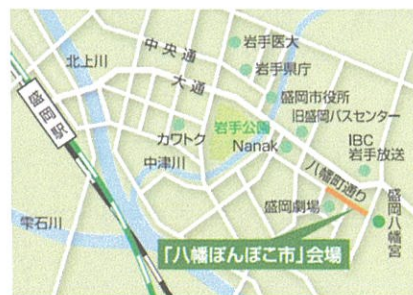 岩手医大
中央通
北上川
岩手県庁
大通
盛岡駅
盛岡市役所
岩手公園
旧盛岡バスセンター
カワトク
Nanak
IBC
岩手放送
中津川
八幡町通り
盛岡劇場
盛岡八幡宮
雫石川
「八幡ぽんぽこ市」会場